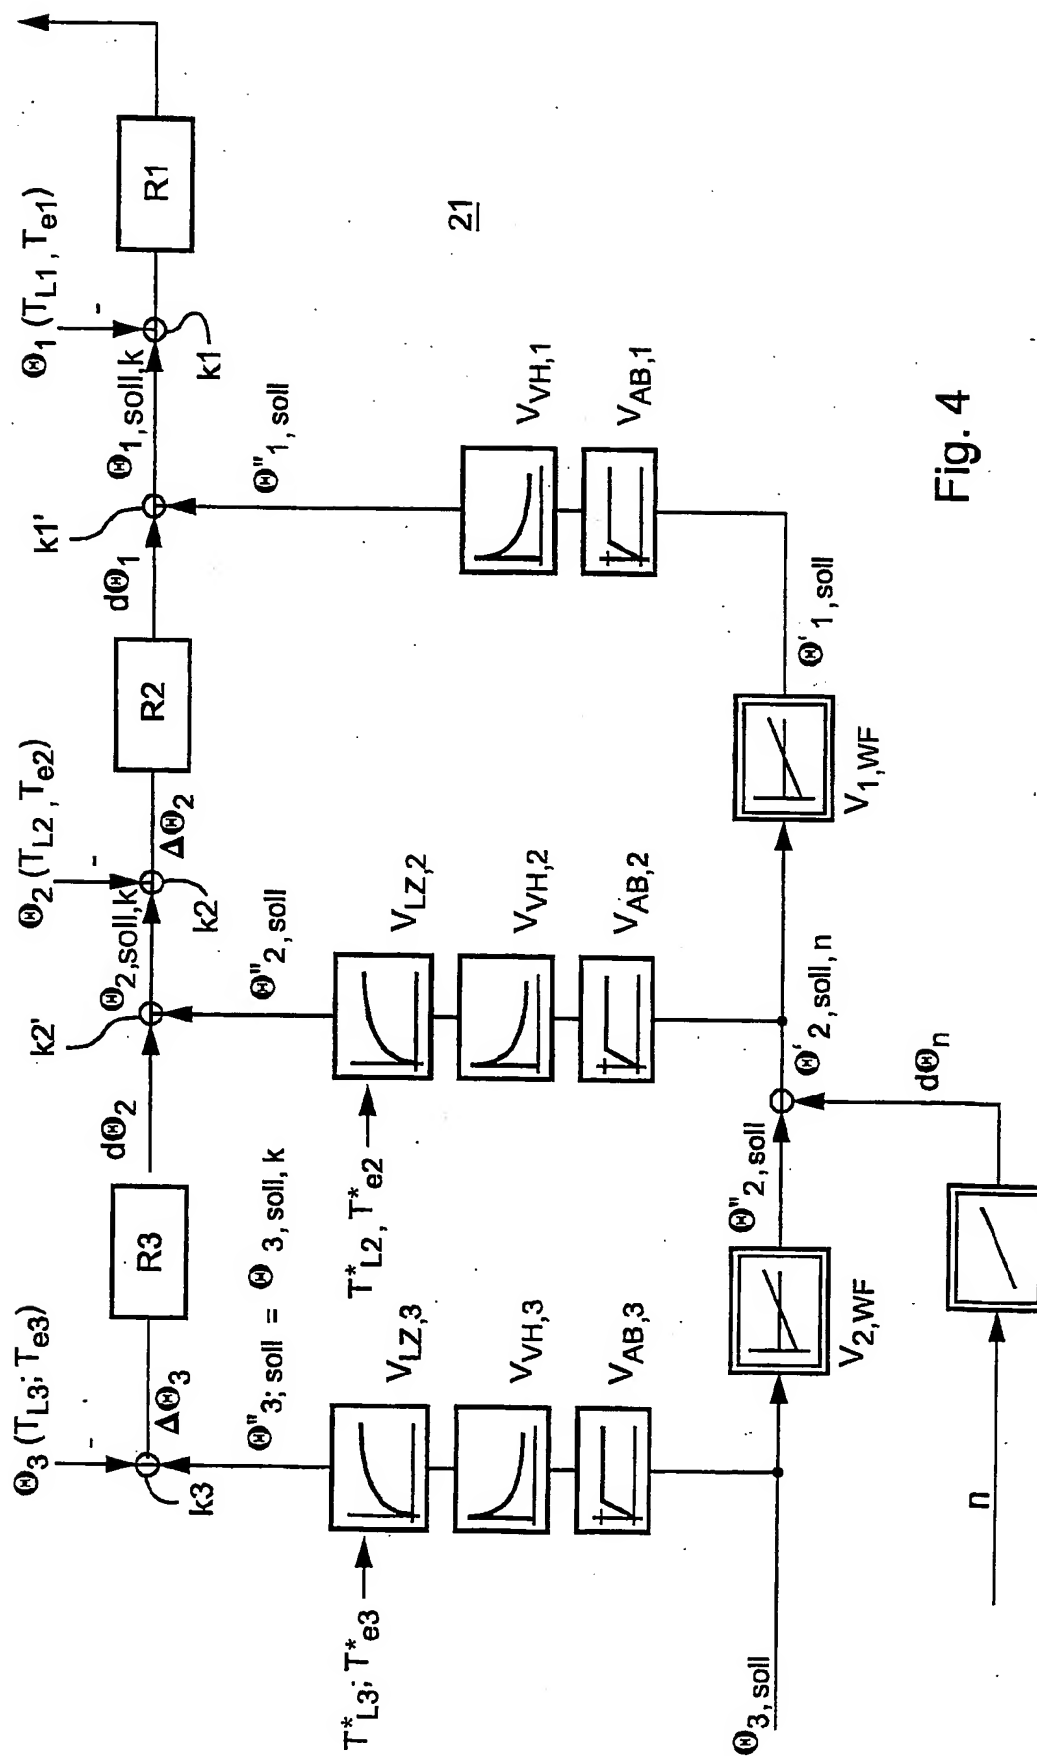 Θ3 (TL3; Te3)
Θ2 (TL2, Te2)
Θ1 (TL1, Te1)
-
-
-
k3
ΔΘ3
R3
dΘ2
k2'
Θ2,soll,k
k2
ΔΘ2
R2
dΘ1
k1'
Θ1,soll,k
k1
R1
Θ"3; soll = Θ3, soll, k
Θ"2, soll
Θ"1, soll
21
T*L3; T*e3
VLZ,3
VVH,3
VAB,3
T*L2, T*e2
VLZ,2
VVH,2
VAB,2
VVH,1
VAB,1
Θ3, soll
V2,WF
Θ"2, soll
Θ'2, soll, n
V1,WF
Θ'1, soll
n
dΘn
Fig. 4